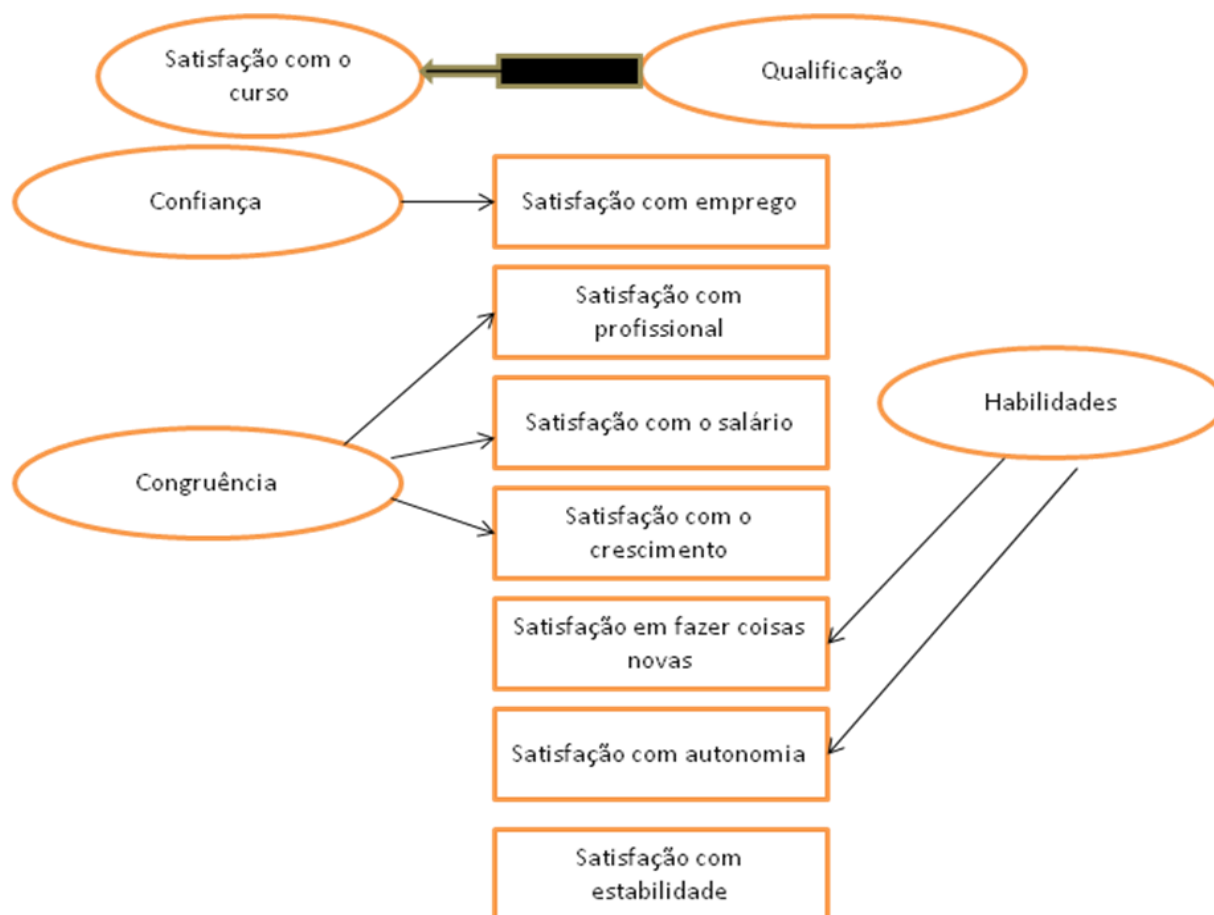 Satisfação com o
curso
Qualificação
Confiança
Satisfação com emprego
Satisfação com
profissional
Satisfação com o salário
Habilidades
Congruência
Satisfação com o
crescimento
Satisfação em fazer coisas
novas
Satisfação com autonomia
Satisfação com
estabilidade